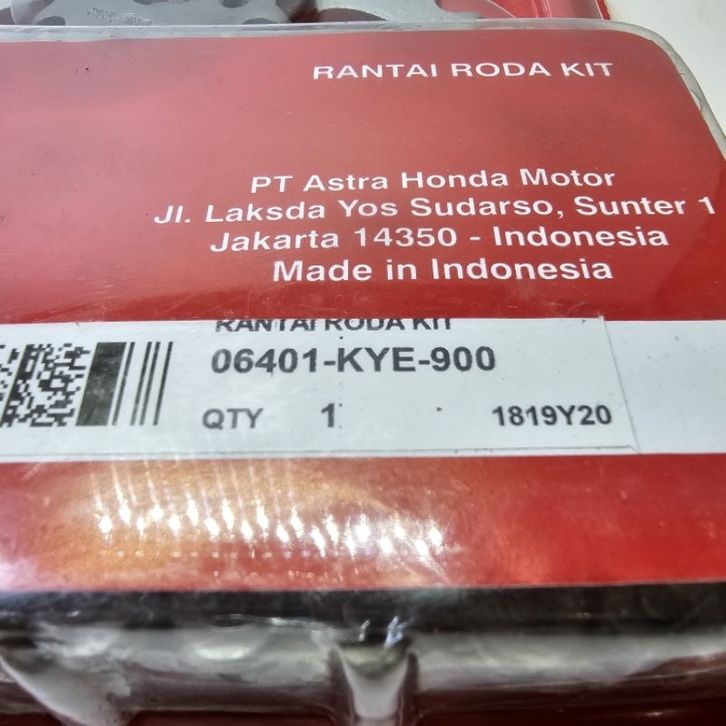 RANTAI RODA KIT
PT Astra Honda Motor
Jl. Laksda Yos Sudarso, Sunter 1
Jakarta 14350 - Indonesia
Made in Indonesia
RANTAI RODA KIT
06401-KYE-900
QTY 1 1819Y20